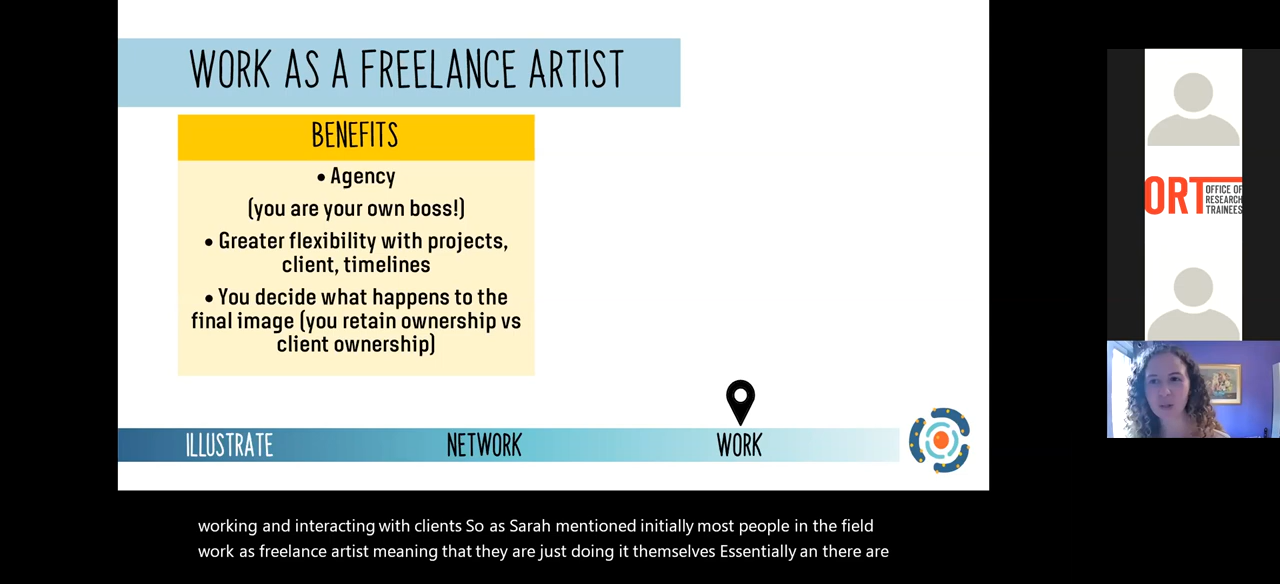 WORK AS A FREELANCE ARTIST
BENEFITS
• Agency
(you are your own boss!)
• Greater flexibility with projects,
client, timelines
• You decide what happens to the
final image (you retain ownership vs
client ownership)
ILLUSTRATE
NETWORK
WORK
ORT
OFFICE OF
RESEARCH
TRAINEES
working and interacting with clients So as Sarah mentioned initially most people in the field
work as freelance artist meaning that they are just doing it themselves Essentially an there are